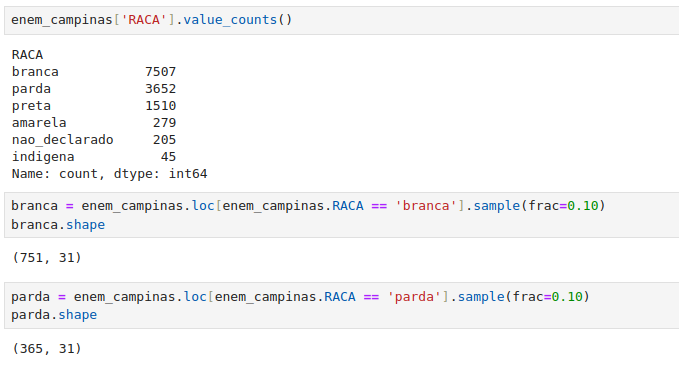 enem_campinas['RACA'].value_counts()
RACA
branca           7507
parda            3652
preta            1510
amarela           279
nao_declarado     205
indigena           45
Name: count, dtype: int64
branca = enem_campinas.loc[enem_campinas.RACA == 'branca'].sample(frac=0.10)
branca.shape
(751, 31)
parda = enem_campinas.loc[enem_campinas.RACA == 'parda'].sample(frac=0.10)
parda.shape
(365, 31)